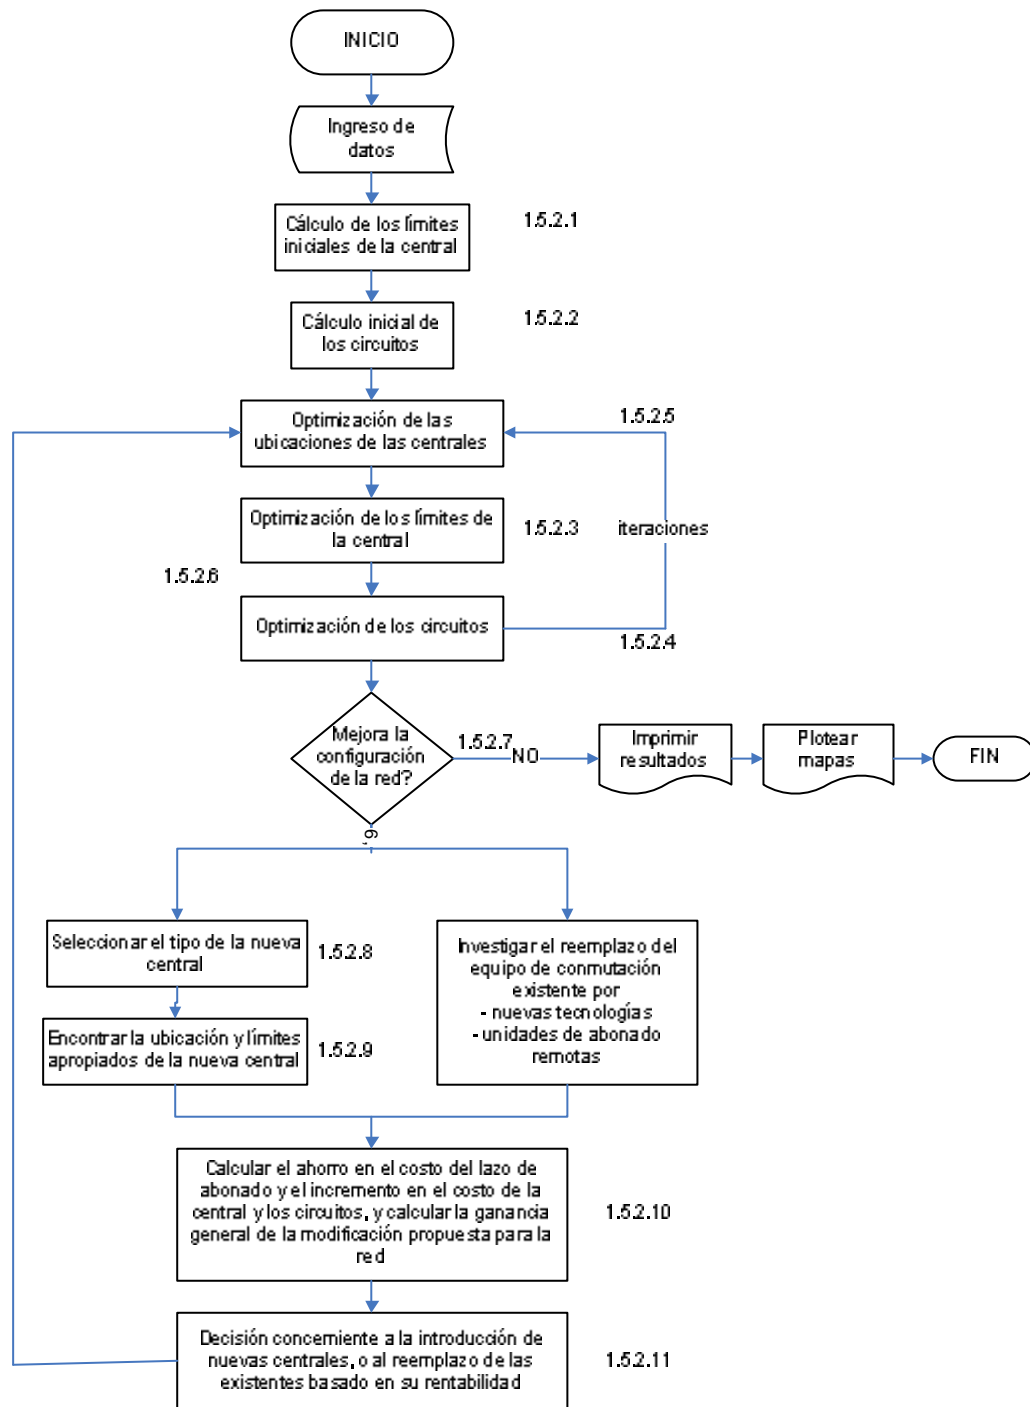 INICIO
Ingreso de
datos
Cálculo de los límites
iniciales de la central
1.5.2.1
Cálculo inicial de
los circuitos
1.5.2.2
Optimización de las
ubicaciones de las centrales
1.5.2.5
Optimización de los límites de
la central
1.5.2.3
iteraciones
1.5.2.6
Optimización de los circuitos
1.5.2.4
Mejora la
configuración
de la red?
1.5.2.7
NO
Imprimir
resultados
Plotear
mapas
FIN
Seleccionar el tipo de la nueva
central
1.5.2.8
Encontrar la ubicación y límites
apropiados de la nueva central
1.5.2.9
Investigar el reemplazo del
equipo de conmutación
existente por
- nuevas tecnologías
- unidades de abonado
remotas
Calcular el ahorro en el costo del lazo de
abonado y el incremento en el costo de la
central y los circuitos, y calcular la ganancia
general de la modificación propuesta para la
red
1.5.2.10
Decisión concerniente a la introducción de
nuevas centrales, o al reemplazo de las
existentes basado en su rentabilidad
1.5.2.11